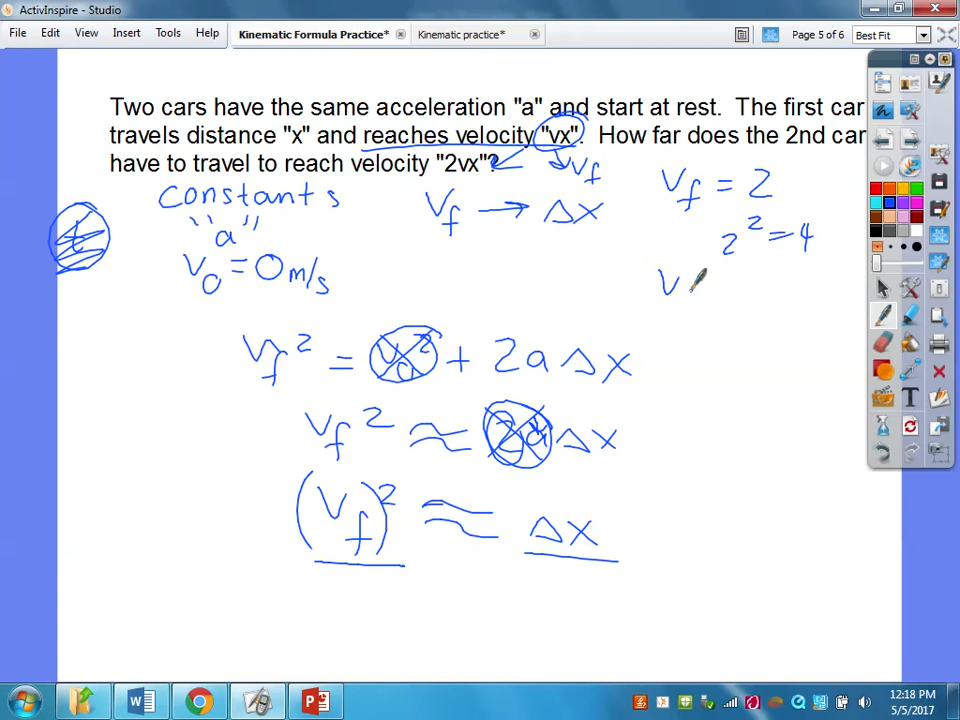 ActivInspire - Studio
File Edit View Insert Tools Help
Kinematic Formula Practice*
Kinematic practice*
Page 5 of 6
Best Fit
Two cars have the same acceleration "a" and start at rest. The first car
travels distance "x" and reaches velocity "vx". How far does the 2nd car
have to travel to reach velocity "2vx"?
constants
"a"
t
v₀ = 0 m/s
vf
vf → Δx
vf = 2
2² = 4
v
vf² = v₀² + 2aΔx
vf² ≈ 2aΔx
(vf)² ≈ Δx
12:18 PM
5/5/2017